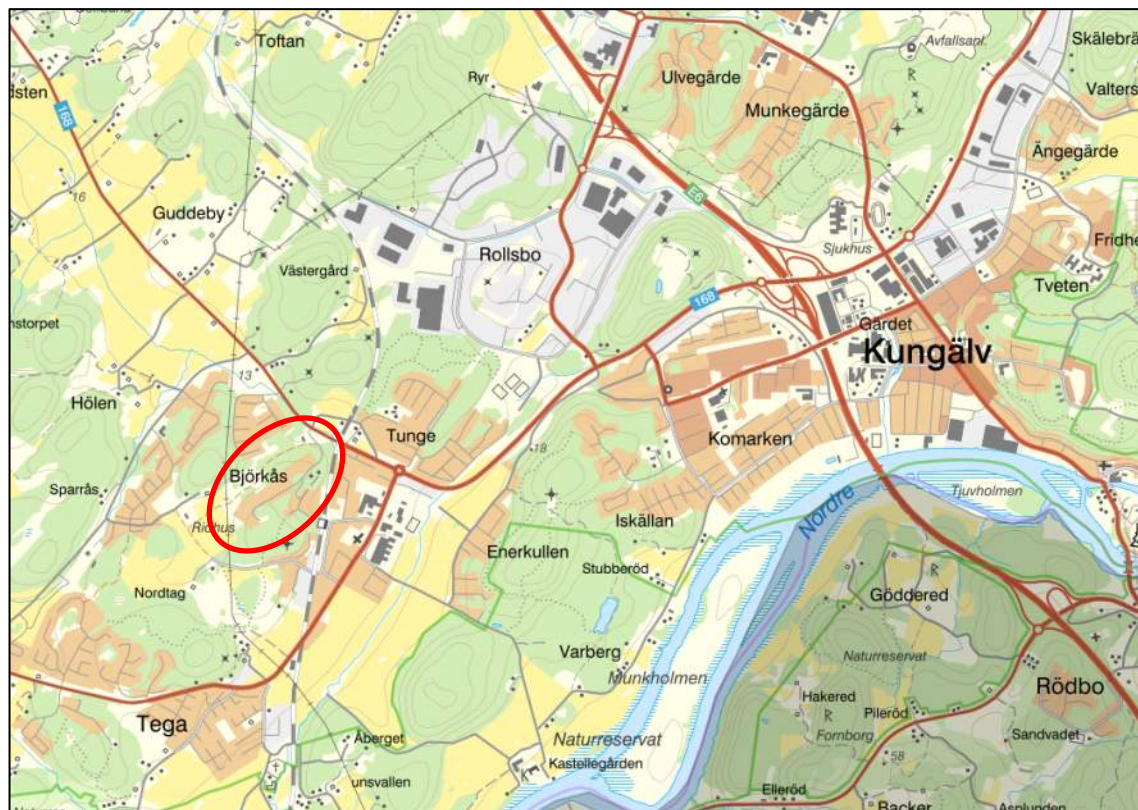 Toftan
Ryr
Ulvegärde
Munkegärde
Avfallsanl.
R
Skälebrä
Valters
168
16
E6
Ängegärde
Guddeby
Västergård
Rollsbo
Sjukhus
Fridhe
Tveten
168
Gärdet
Kungälv
nstorpet
13
Hölen
Tunge
18
Komarken
Björkås
Sparrås
Ridhus
Iskällan
Nordre
Tjuvholmen
Enerkullen
Stubberöd
R
Göddered
Nordtag
Varberg
Munkholmen
Naturreservat
Rödbo
Hakered
R
Pileröd
Fornborg
Sandvadet
Tega
Åberget
Naturreservat
Kastellegården
58
unsvallen
Elleröd
Backer
Asplunden